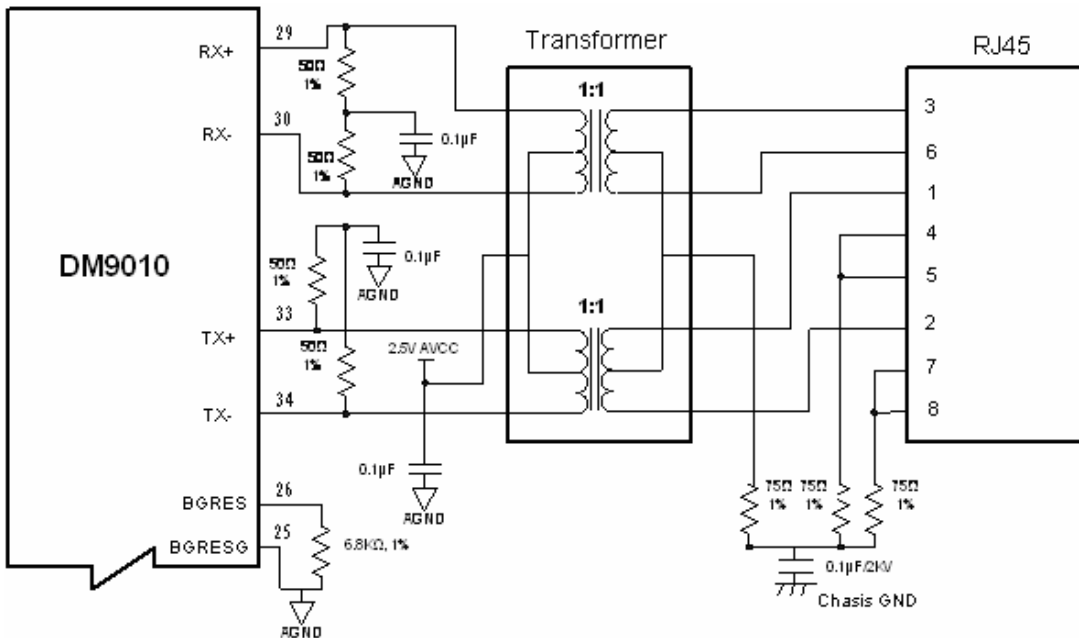 Transformer
RJ45
DM9010
RX+
29
50Ω
1%
1:1
3
RX-
30
50Ω
1%
0.1µF
AGND
6
1
4
5
50Ω
1%
0.1µF
AGND
TX+
33
50Ω
1%
2.5V AVCC
1:1
2
7
TX-
34
8
0.1µF
AGND
BGRES
26
BGRESG
25
6.8KΩ, 1%
AGND
75Ω
1%
75Ω
1%
75Ω
1%
0.1µF/2KV
Chasis GND